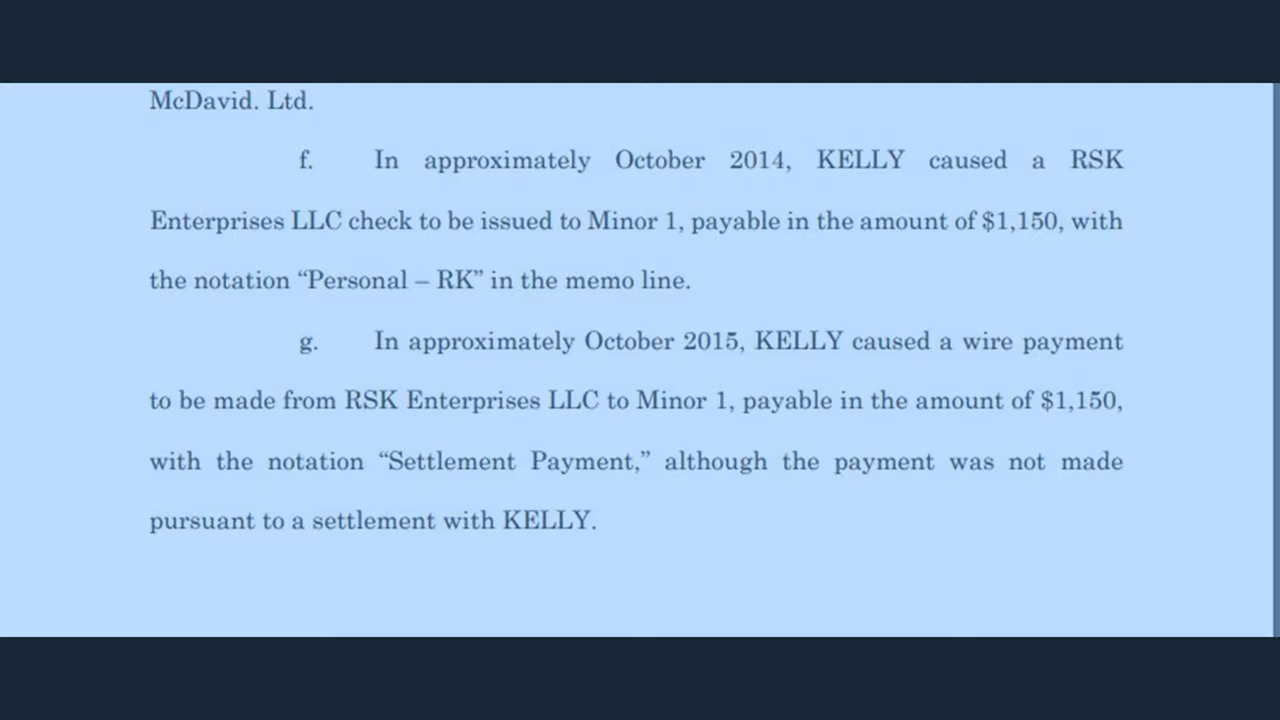 McDavid. Ltd.
f. In approximately October 2014, KELLY caused a RSK
Enterprises LLC check to be issued to Minor 1, payable in the amount of $1,150, with
the notation “Personal – RK” in the memo line.
g. In approximately October 2015, KELLY caused a wire payment
to be made from RSK Enterprises LLC to Minor 1, payable in the amount of $1,150,
with the notation “Settlement Payment,” although the payment was not made
pursuant to a settlement with KELLY.